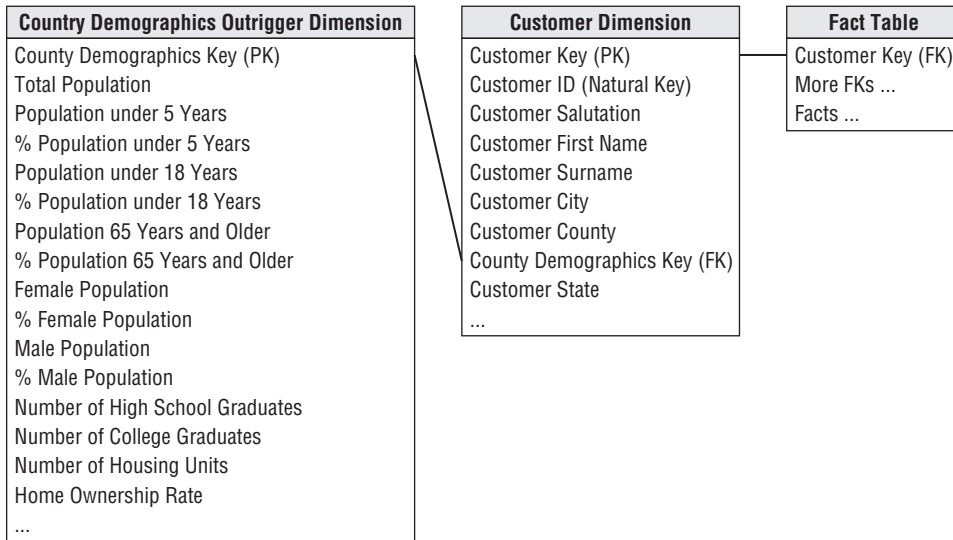 Country Demographics Outrigger Dimension
County Demographics Key (PK)
Total Population
Population under 5 Years
% Population under 5 Years
Population under 18 Years
% Population under 18 Years
Population 65 Years and Older
% Population 65 Years and Older
Female Population
% Female Population
Male Population
% Male Population
Number of High School Graduates
Number of College Graduates
Number of Housing Units
Home Ownership Rate
...
Customer Dimension
Customer Key (PK)
Customer ID (Natural Key)
Customer Salutation
Customer First Name
Customer Surname
Customer City
Customer County
County Demographics Key (FK)
Customer State
...
Fact Table
Customer Key (FK)
More FKs ...
Facts ...